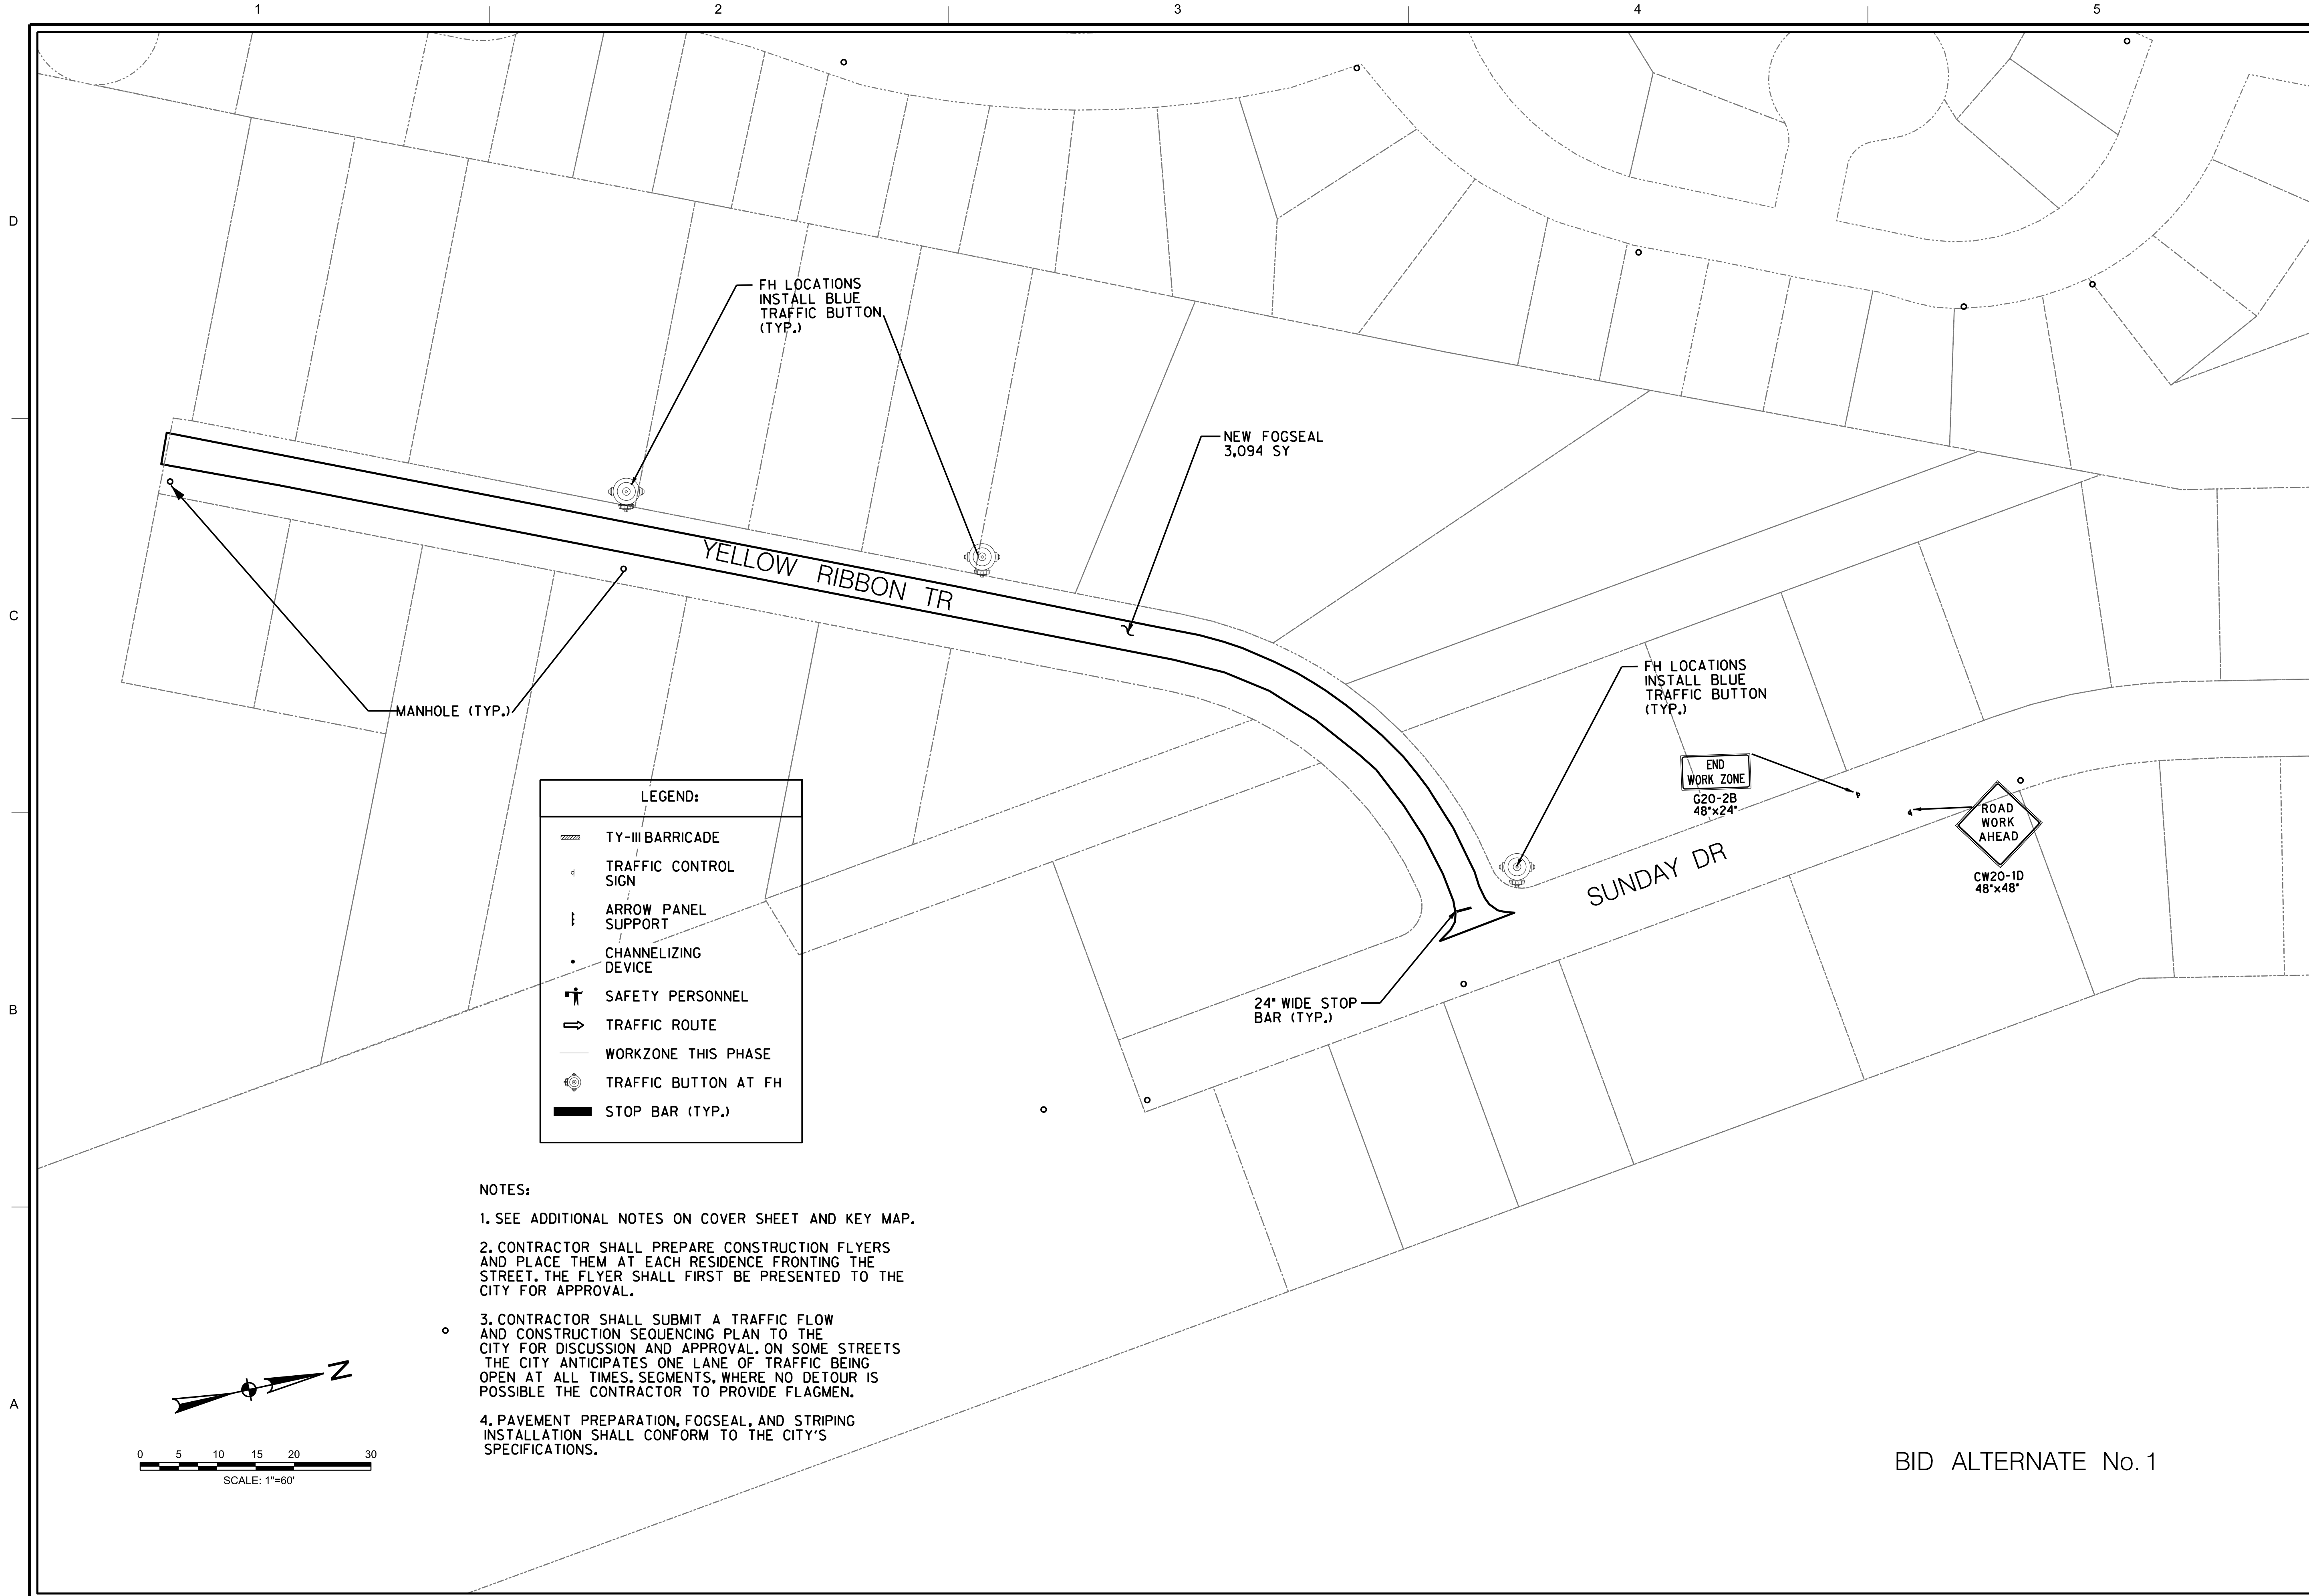 1
2
3
4
5
D
C
B
A
FH LOCATIONS
INSTALL BLUE
TRAFFIC BUTTON
(TYP.)
NEW FOGSEAL
3,094 SY
YELLOW RIBBON TR
MANHOLE (TYP.)
FH LOCATIONS
INSTALL BLUE
TRAFFIC BUTTON
(TYP.)
END
WORK ZONE
G20-2B
48"x24"
ROAD
WORK
AHEAD
CW20-1D
48"x48"
SUNDAY DR
24" WIDE STOP
BAR (TYP.)
LEGEND:
TY-III BARRICADE
TRAFFIC CONTROL
SIGN
ARROW PANEL
SUPPORT
CHANNELIZING
DEVICE
SAFETY PERSONNEL
TRAFFIC ROUTE
WORKZONE THIS PHASE
TRAFFIC BUTTON AT FH
STOP BAR (TYP.)
NOTES:
1. SEE ADDITIONAL NOTES ON COVER SHEET AND KEY MAP.
2. CONTRACTOR SHALL PREPARE CONSTRUCTION FLYERS
AND PLACE THEM AT EACH RESIDENCE FRONTING THE
STREET. THE FLYER SHALL FIRST BE PRESENTED TO THE
CITY FOR APPROVAL.
3. CONTRACTOR SHALL SUBMIT A TRAFFIC FLOW
AND CONSTRUCTION SEQUENCING PLAN TO THE
CITY FOR DISCUSSION AND APPROVAL. ON SOME STREETS
THE CITY ANTICIPATES ONE LANE OF TRAFFIC BEING
OPEN AT ALL TIMES. SEGMENTS, WHERE NO DETOUR IS
POSSIBLE THE CONTRACTOR TO PROVIDE FLAGMEN.
4. PAVEMENT PREPARATION, FOGSEAL, AND STRIPING
INSTALLATION SHALL CONFORM TO THE CITY'S
SPECIFICATIONS.
N
0 5 10 15 20 30
SCALE: 1"=60'
BID ALTERNATE No. 1